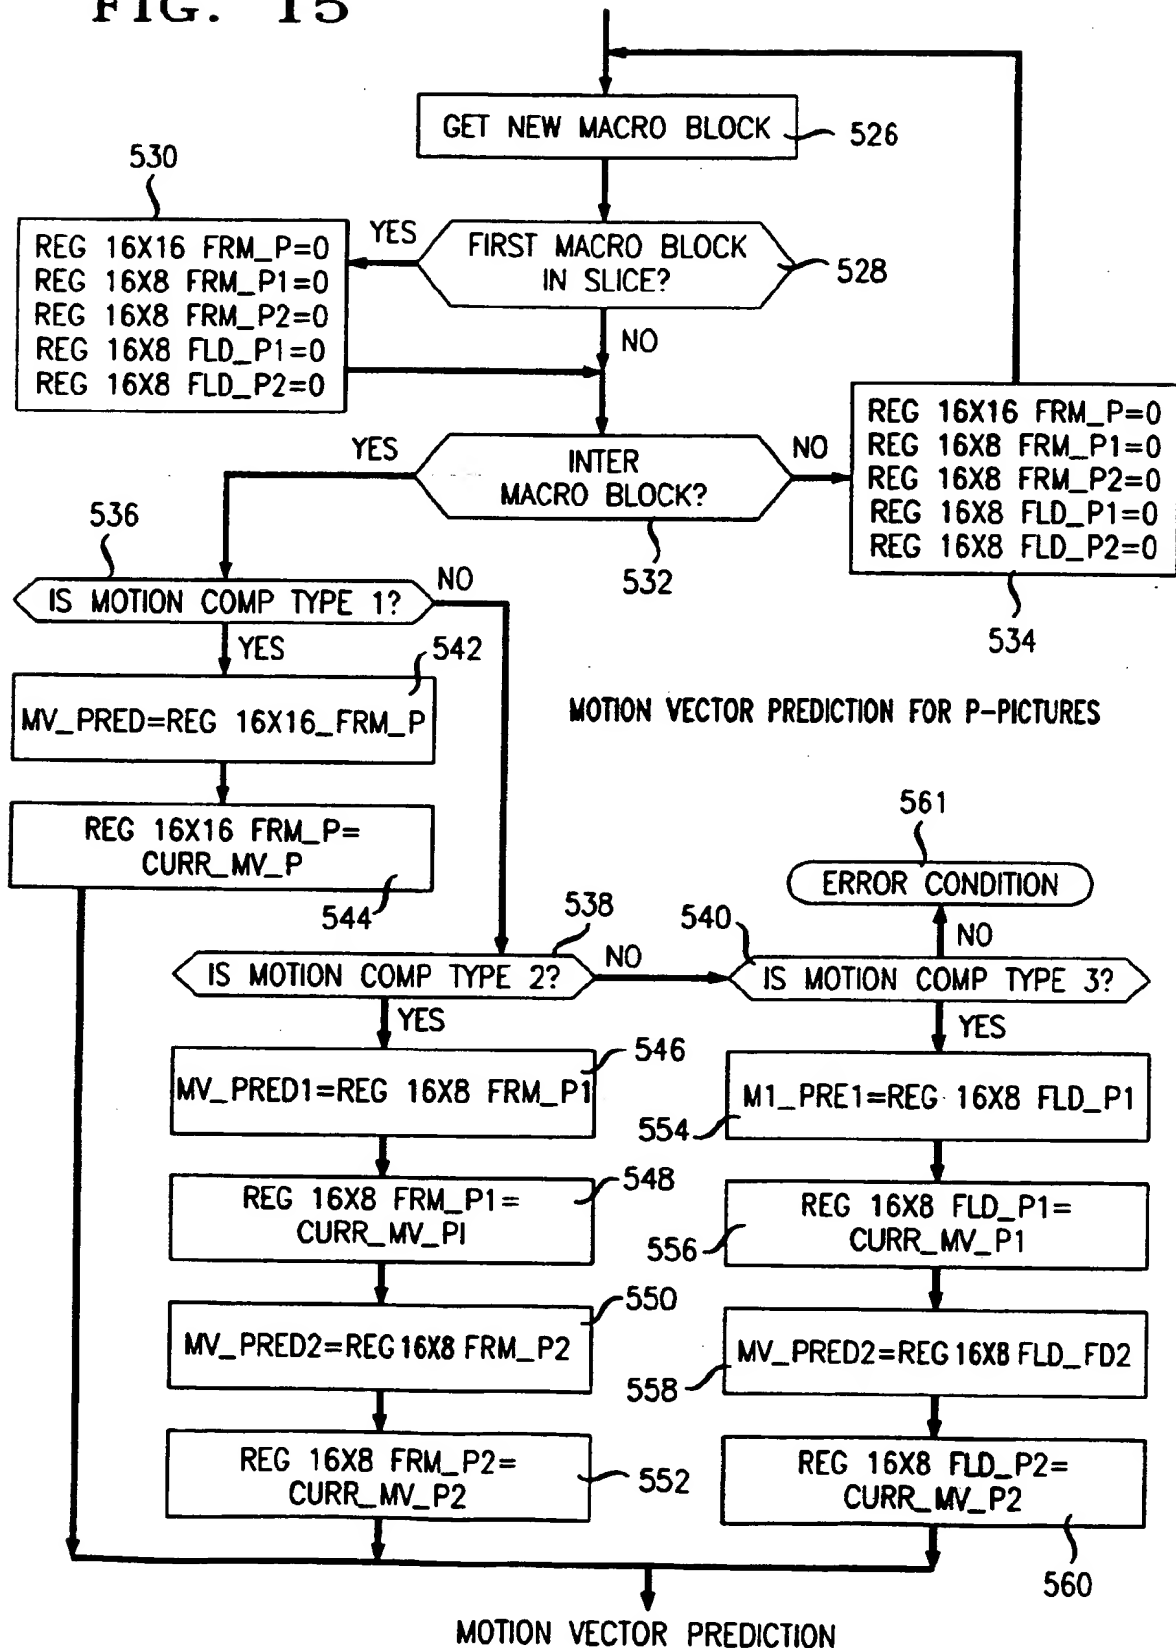 FIG. 15
GET NEW MACRO BLOCK
526
530
REG 16X16 FRM_P=0
REG 16X8 FRM_P1=0
REG 16X8 FRM_P2=0
REG 16X8 FLD_P1=0
REG 16X8 FLD_P2=0
YES
FIRST MACRO BLOCK
IN SLICE?
528
NO
YES
INTER
MACRO BLOCK?
NO
532
REG 16X16 FRM_P=0
REG 16X8 FRM_P1=0
REG 16X8 FRM_P2=0
REG 16X8 FLD_P1=0
REG 16X8 FLD_P2=0
534
536
IS MOTION COMP TYPE 1?
NO
YES
542
MV_PRED=REG 16X16_FRM_P
MOTION VECTOR PREDICTION FOR P-PICTURES
REG 16X16 FRM_P=
CURR_MV_P
544
561
ERROR CONDITION
538
IS MOTION COMP TYPE 2?
NO
540
NO
IS MOTION COMP TYPE 3?
YES
YES
546
MV_PRED1=REG 16X8 FRM_P1
M1_PRE1=REG 16X8 FLD_P1
554
548
REG 16X8 FRM_P1=
CURR_MV_PI
REG 16X8 FLD_P1=
CURR_MV_P1
556
550
MV_PRED2=REG 16X8 FRM_P2
MV_PRED2=REG 16X8 FLD_FD2
558
REG 16X8 FRM_P2=
CURR_MV_P2
552
REG 16X8 FLD_P2=
CURR_MV_P2
560
MOTION VECTOR PREDICTION